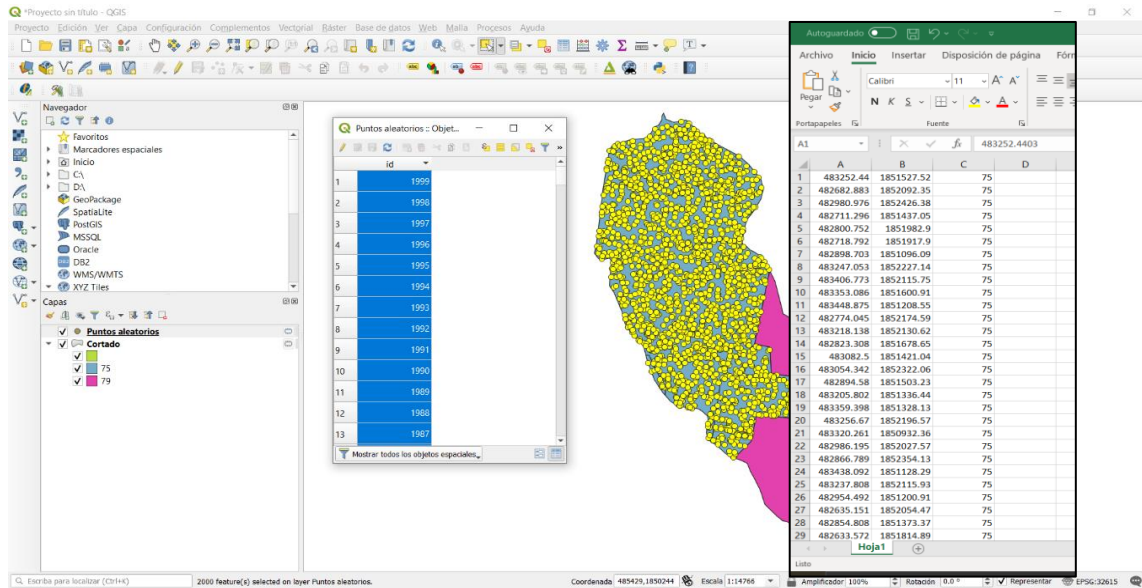 *Proyecto sin título - QGIS
Proyecto Edición Ver Capa Configuración Complementos Vectorial Ráster Base de datos Web Malla Procesos Ayuda
Navegador
Favoritos
Marcadores espaciales
Inicio
C:\
D:\
GeoPackage
SpatiaLite
PostGIS
MSSQL
Oracle
DB2
WMS/WMTS
XYZ Tiles
Capas
Puntos aleatorios
Cortado
75
79
Puntos aleatorios :: Objet...
id
1 1999
2 1998
3 1997
4 1996
5 1995
6 1994
7 1993
8 1992
9 1991
10 1990
11 1989
12 1988
13 1987
Mostrar todos los objetos espaciales
Autoguardado
Archivo Inicio Insertar Disposición de página Fórm
Pegar
Calibri 11
N K S
Portapapeles Fuente
A1 fx 483252.4403
A B C D
1 483252.44 1851527.52 75
2 482682.883 1852092.35 75
3 482980.976 1852426.38 75
4 482711.296 1851437.05 75
5 482800.752 1851982.9 75
6 482718.792 1851917.9 75
7 482898.703 1851096.09 75
8 483247.053 1852227.14 75
9 483406.773 1852115.75 75
10 483353.086 1851600.91 75
11 483448.875 1851208.55 75
12 482774.045 1852174.59 75
13 483218.138 1852130.62 75
14 482823.308 1851678.65 75
15 483082.5 1851421.04 75
16 483054.342 1852322.06 75
17 482894.58 1851503.23 75
18 483205.802 1851336.44 75
19 483359.398 1851328.13 75
20 483256.67 1852196.57 75
21 483320.261 1850932.36 75
22 482986.195 1852027.57 75
23 482866.789 1852354.13 75
24 483438.092 1851128.29 75
25 483237.808 1852115.93 75
26 482954.492 1851200.91 75
27 482635.151 1852054.47 75
28 482854.808 1851373.37 75
29 482633.572 1851814.89 75
Hoja1
Listo
Escriba para localizar (Ctrl+K) 2000 feature(s) selected on layer Puntos aleatorios. Coordenada 485429,1850244 Escala 1:14766 Amplificador 100% Rotación 0.0 ° Representar EPSG:32615